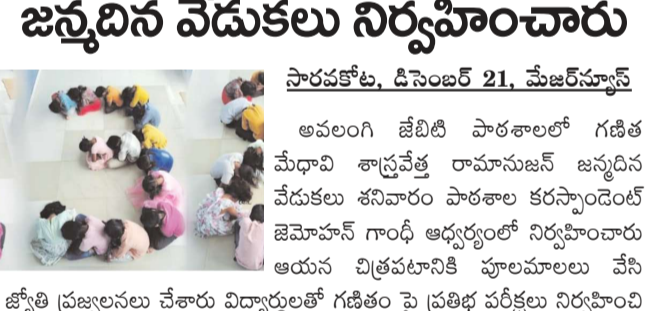 జన్మదిన వేడుకలు నిర్వహించారు
సారవకోట, డిసెంబర్ 21, మేజర్‌న్యూస్
అవలంగి జేబిటి పాఠశాలలో గణిత
మేధావి శాస్త్రవేత్త రామానుజన్ జన్మదిన
వేడుకలు శనివారం పాఠశాల కరస్పాండెంట్
జెమోహన్ గాంధీ ఆధ్వర్యంలో నిర్వహించారు
ఆయన చిత్రపటానికి పూలమాలలు వేసి
జ్యోతి ప్రజ్వలనలు చేశారు విద్యార్థులతో గణితం పై ప్రతిభ పరీక్షలు నిర్వహించి